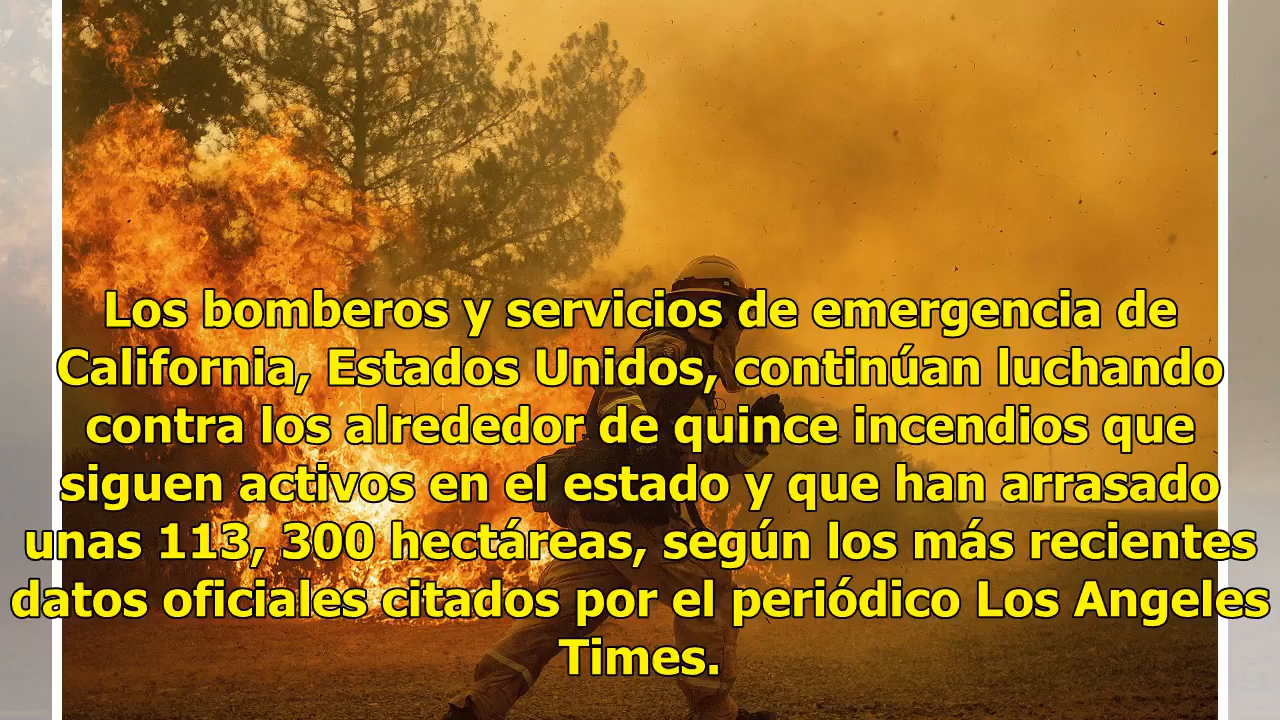 Los bomberos y servicios de emergencia de
California, Estados Unidos, continúan luchando
contra los alrededor de quince incendios que
siguen activos en el estado y que han arrasado
unas 113, 300 hectáreas, según los más recientes
datos oficiales citados por el periódico Los Angeles
Times.